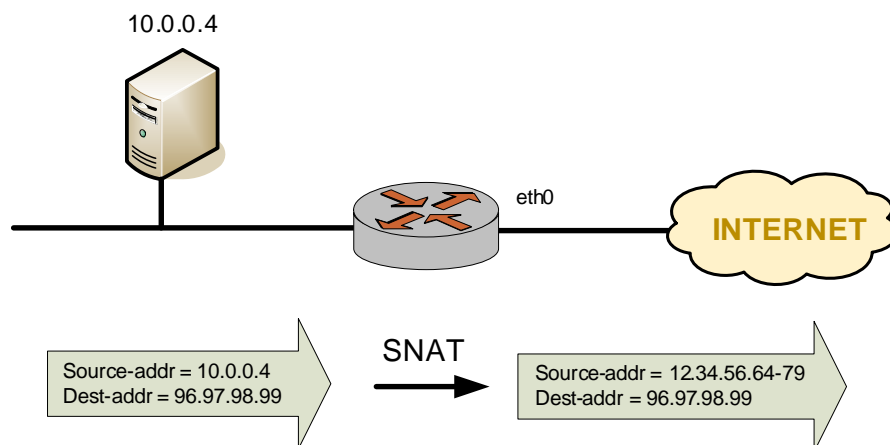 10.0.0.4
eth0
INTERNET
SNAT
Source-addr = 10.0.0.4
Dest-addr = 96.97.98.99
Source-addr = 12.34.56.64-79
Dest-addr = 96.97.98.99